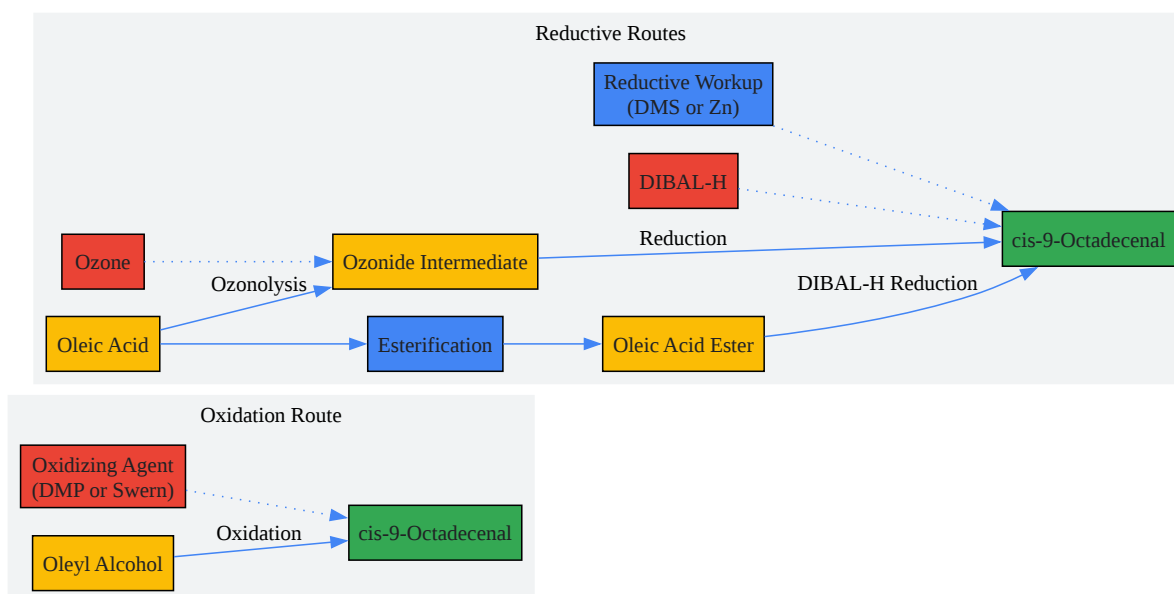 Reductive Routes
Reductive Workup
(DMS or Zn)
DIBAL-H
Ozone
Ozonide Intermediate
Reduction
cis-9-Octadecenal
Ozonolysis
DIBAL-H Reduction
Oleic Acid
Esterification
Oleic Acid Ester
Oxidation Route
Oxidizing Agent
(DMP or Swern)
Oxidation
cis-9-Octadecenal
Oleyl Alcohol